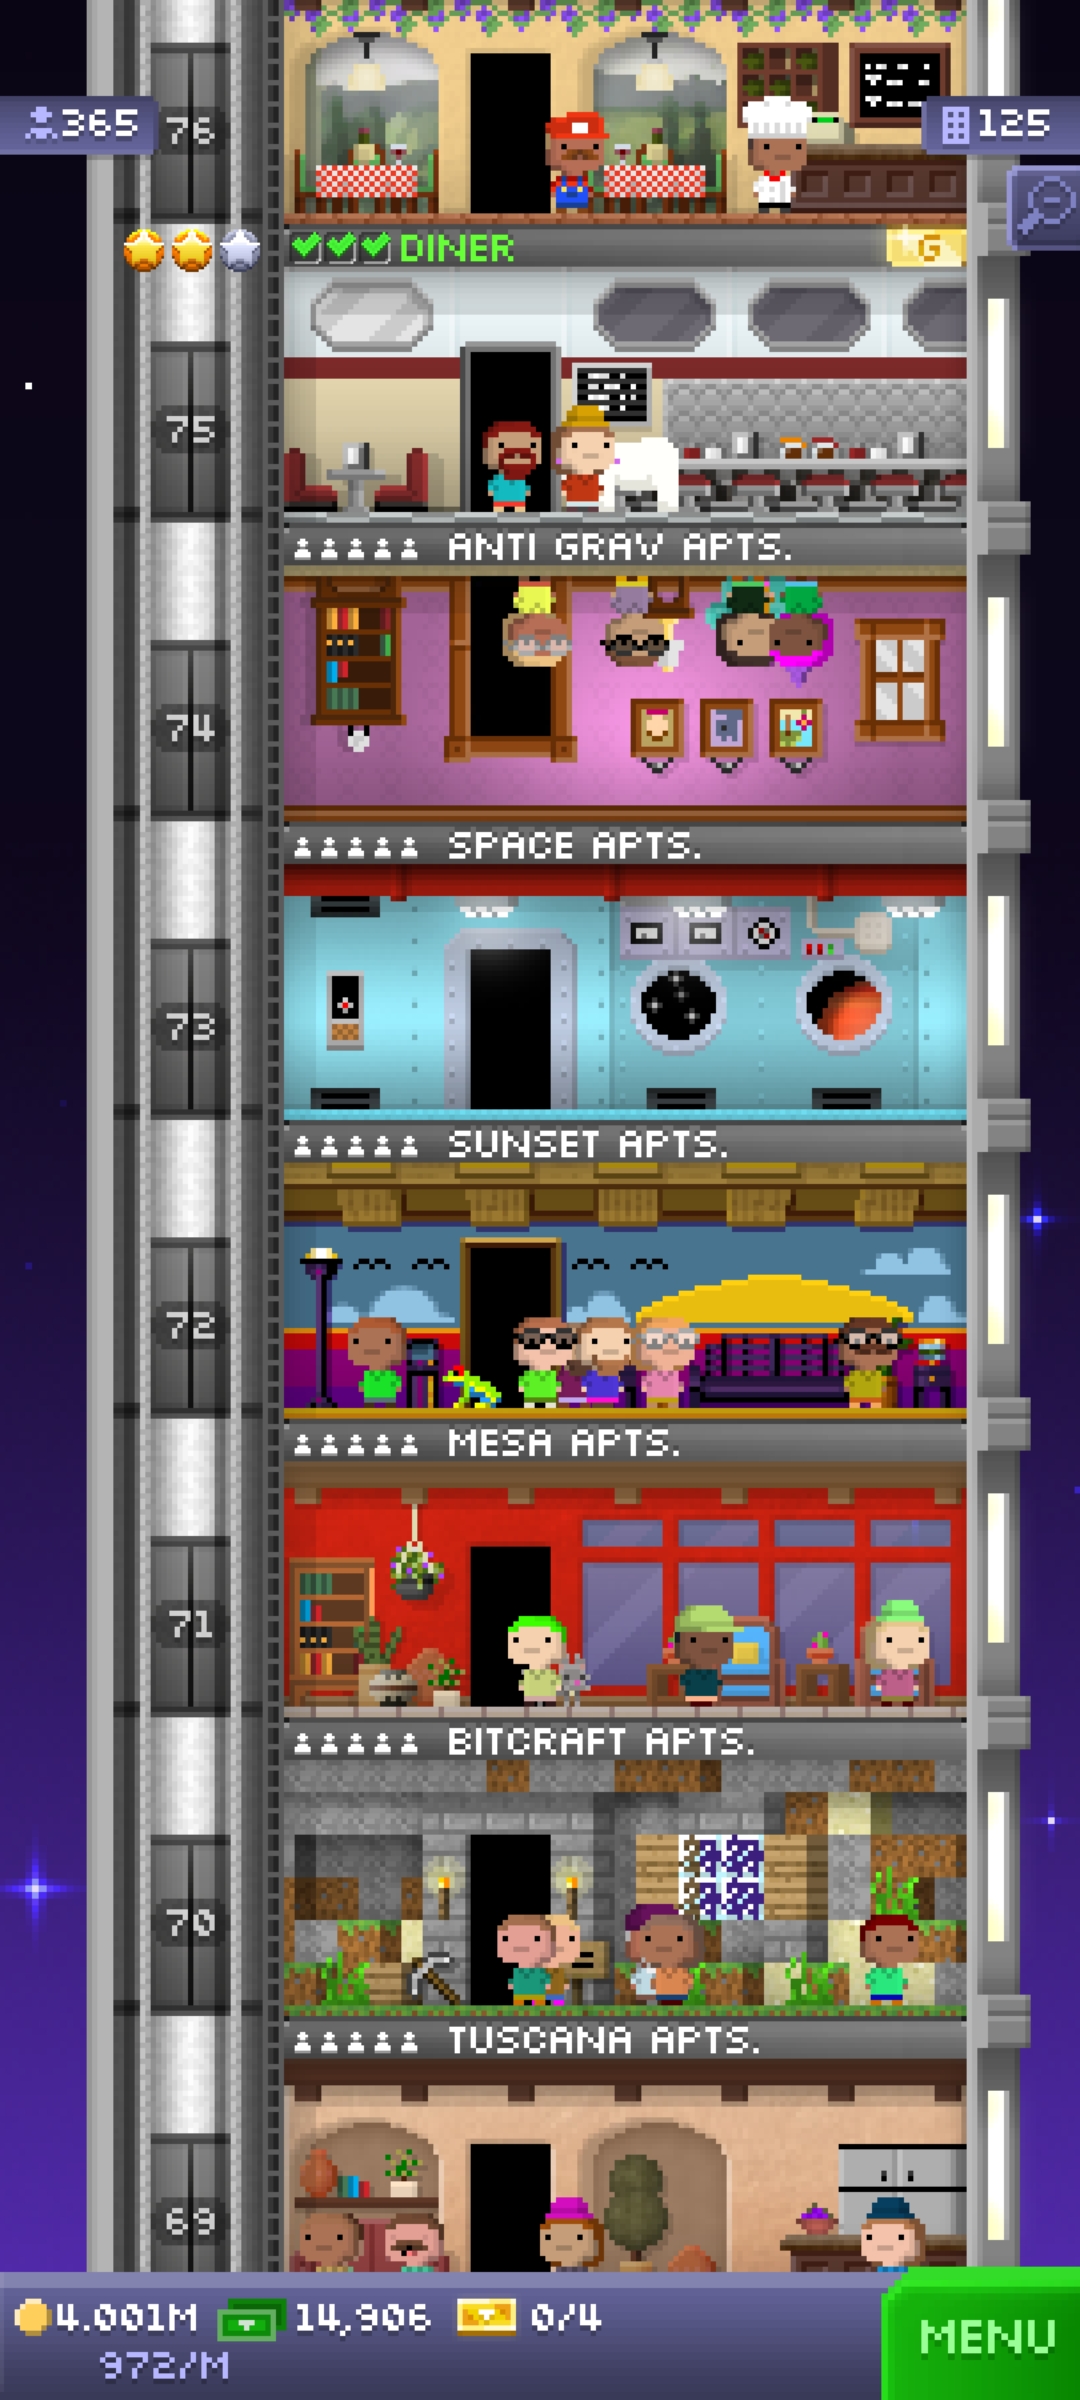 365
76
125
DINER
G
75
ANTI GRAV APTS.
74
SPACE APTS.
73
SUNSET APTS.
72
MESA APTS.
71
BITCRAFT APTS.
70
TUSCANA APTS.
69
4.001M 14,906 0/4
972/M
MENU